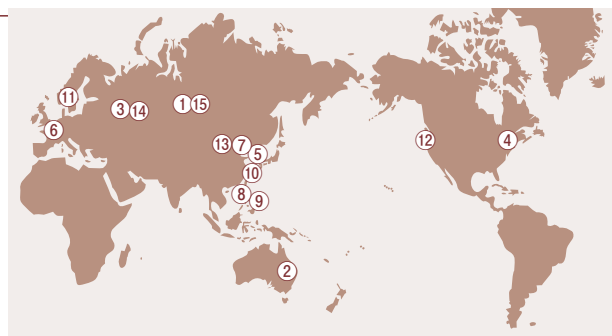 ⑪
③ ⑭ ① ⑮
⑥
⑬ ⑦ ⑤ ⑫ ④
⑩
⑧ ⑨
②